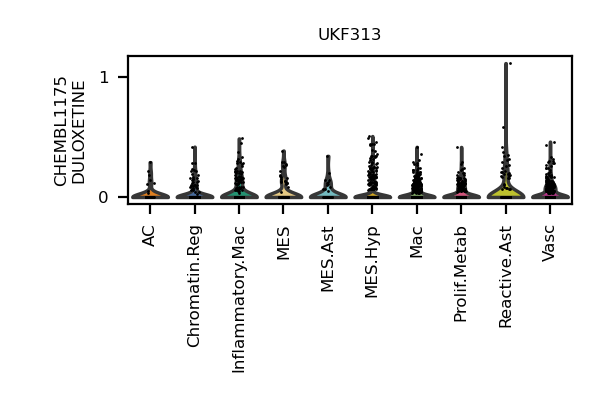 UKF313
CHEMBL1175
DULOXETINE
1
0
AC
Chromatin.Reg
Inflammatory.Mac
MES
MES.Ast
MES.Hyp
Mac
Prolif.Metab
Reactive.Ast
Vasc